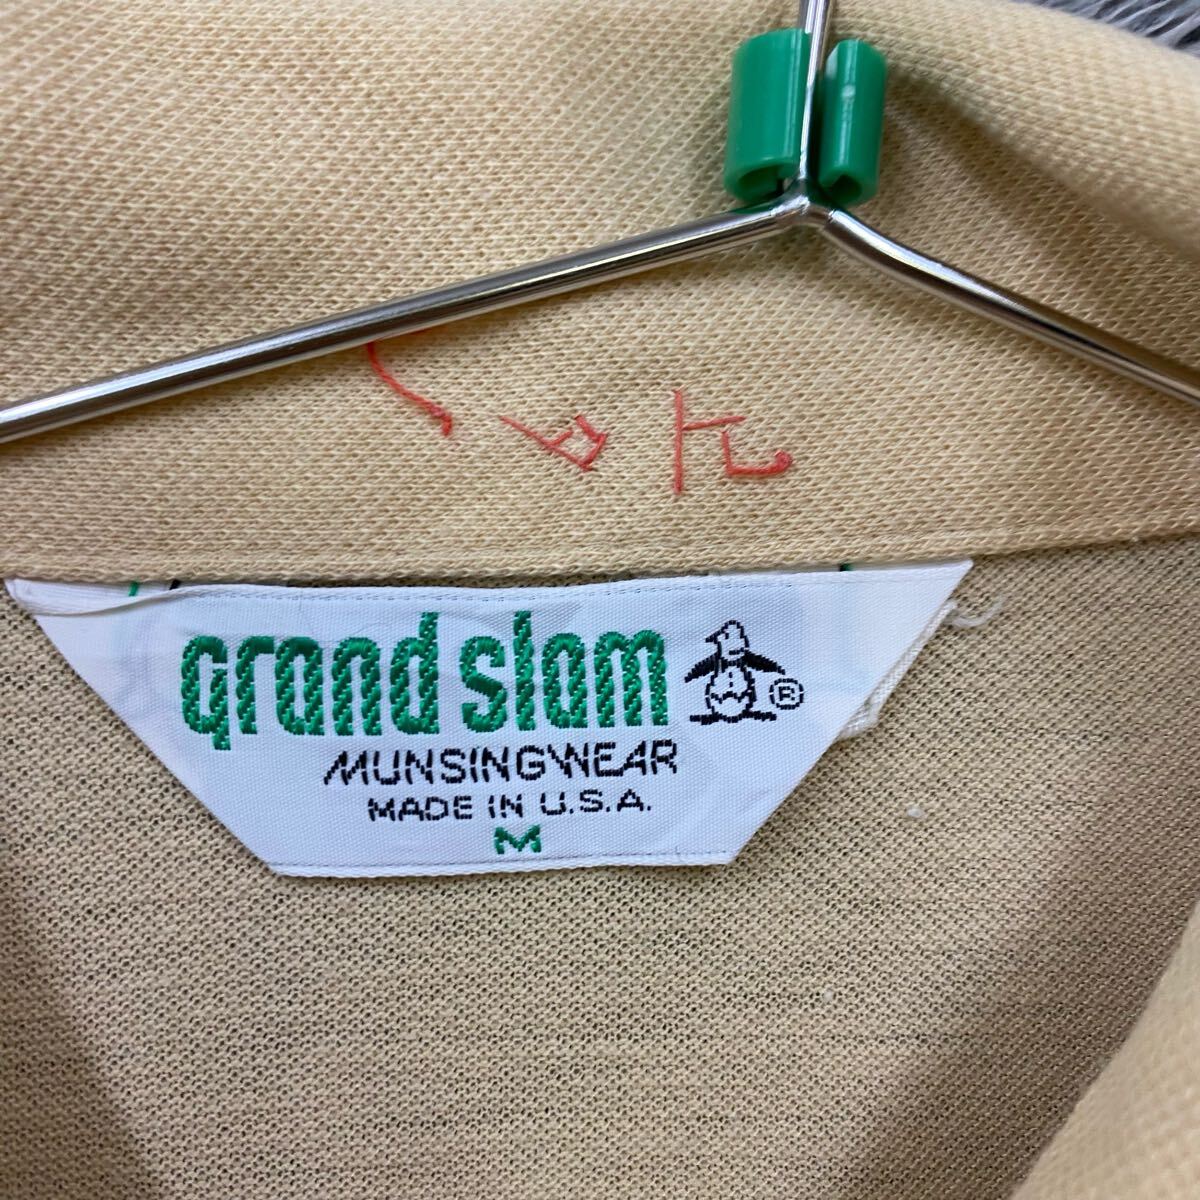 grand slam
®
MUNSINGWEAR
MADE IN U.S.A.
M